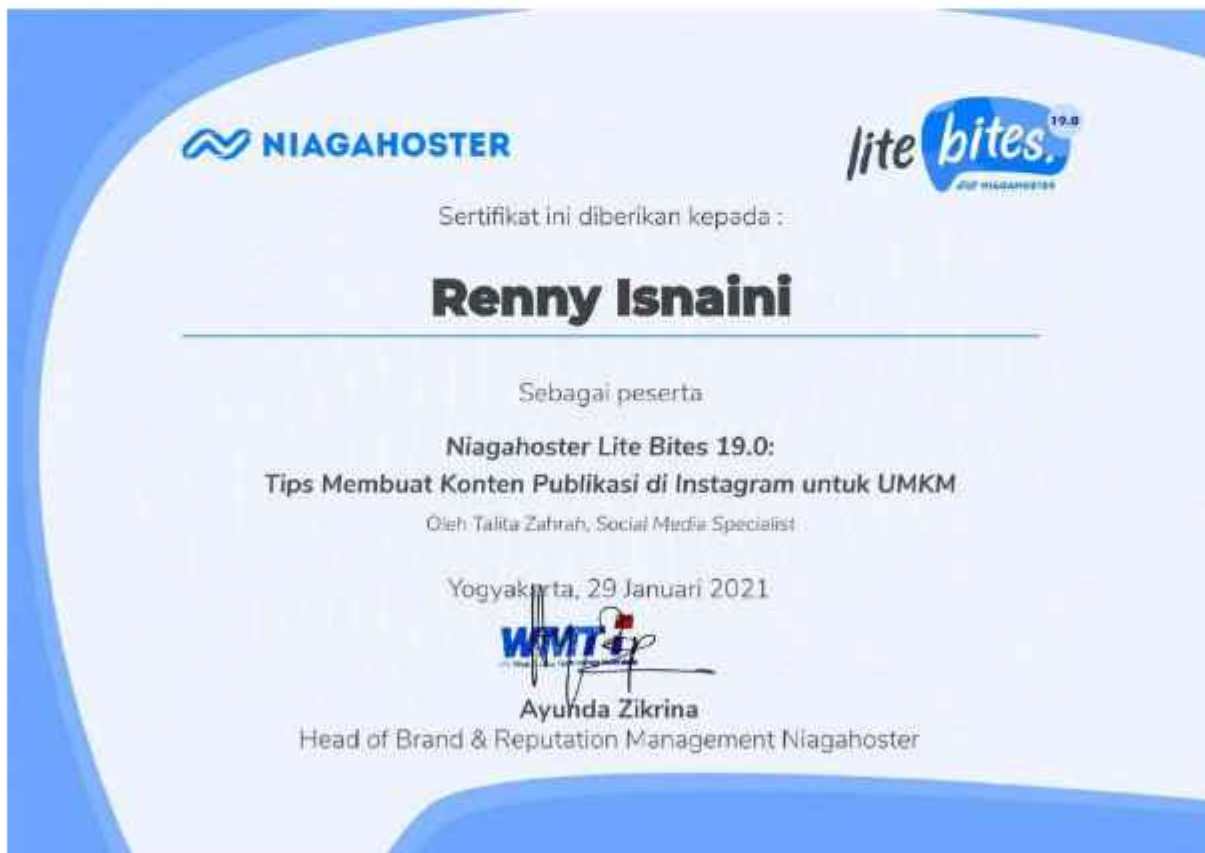 NIAGAHOSTER
lite bites. 19.0
NIAGAHOSTER
Sertifikat ini diberikan kepada :
Renny Isnaini
Sebagai peserta
Niagahoster Lite Bites 19.0:
Tips Membuat Konten Publikasi di Instagram untuk UMKM
Oleh Talita Zahrah, Social Media Specialist
Yogyakarta, 29 Januari 2021
WMT
Ayunda Zikrina
Head of Brand & Reputation Management Niagahoster